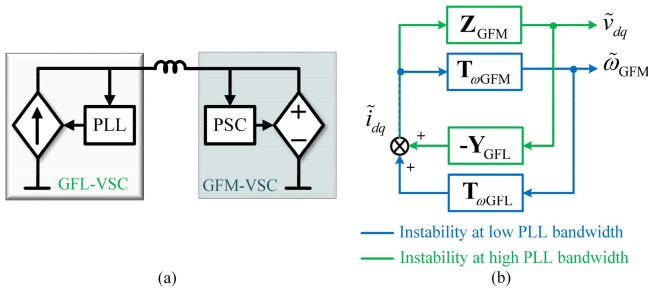 PLL
PSC
+
−
GFL-VSC
GFM-VSC
(a)
Z_GFM
ṽ_dq
T_ωGFM
ω̃_GFM
ĩ_dq
+
-Y_GFL
+
T_ωGFL
Instability at low PLL bandwidth
Instability at high PLL bandwidth
(b)